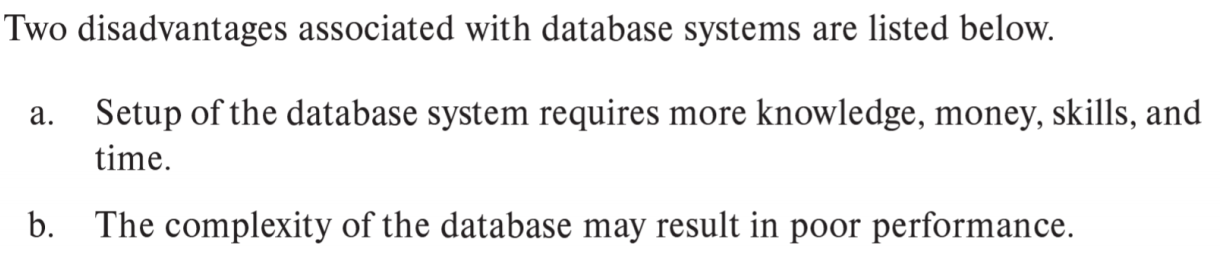 Two disadvantages associated with database systems are listed below.
a. Setup of the database system requires more knowledge, money, skills, and
time.
b. The complexity of the database may result in poor performance.